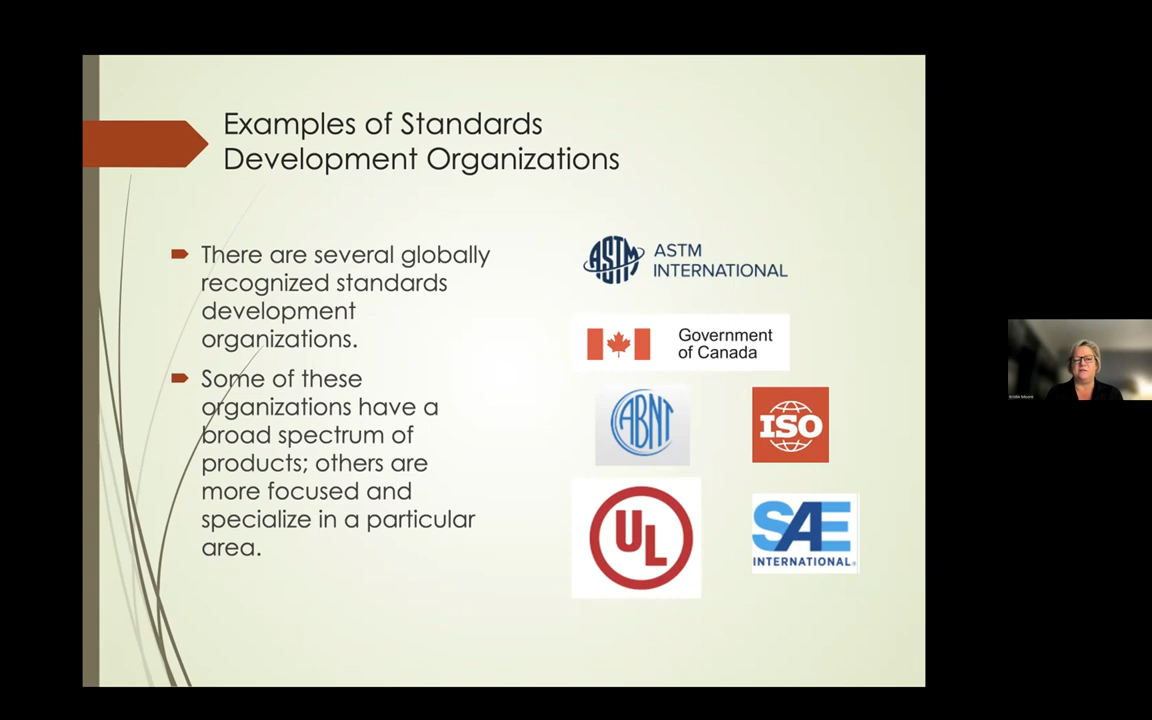 Examples of Standards
Development Organizations
There are several globally
recognized standards
development
organizations.
Some of these
organizations have a
broad spectrum of
products; others are
more focused and
specialize in a particular
area.
ASTM
ASTM
INTERNATIONAL
Government
of Canada
ABNT
ISO
UL
SAE
INTERNATIONAL